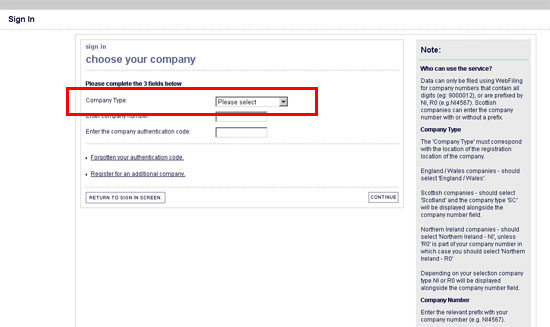 Sign In
sign in
choose your company
Please complete the 3 fields below
Company Type:
Please select
Enter company number:
Enter the company authentication code:
Forgotten your authentication code.
Register for an additional company.
RETURN TO SIGN IN SCREEN.
CONTINUE
Note:
Who can use the service?
Data can only be filed using WebFiling
for company numbers that contain all
digits (eg: 9000012), or are prefixed by
NI, R0 (e.g.NI4567). Scottish
companies can enter the company
number with or without a prefix.
Company Type
The 'Company Type' must correspond
with the location of the registration
location of the company.
England / Wales companies - should
select 'England / Wales'.
Scottish companies - should select
'Scotland' and the company type 'SC'
will be displayed alongside the
company number field.
Northern Ireland companies - should
select 'Northern Ireland - NI', unless
'R0' is part of your company number in
which case you should select 'Northern
Ireland - R0'
Depending on your selection company
type NI or R0 will be displayed
alongside the company number field.
Company Number
Enter the relevant prefix with your
company number (e.g. NI4567).